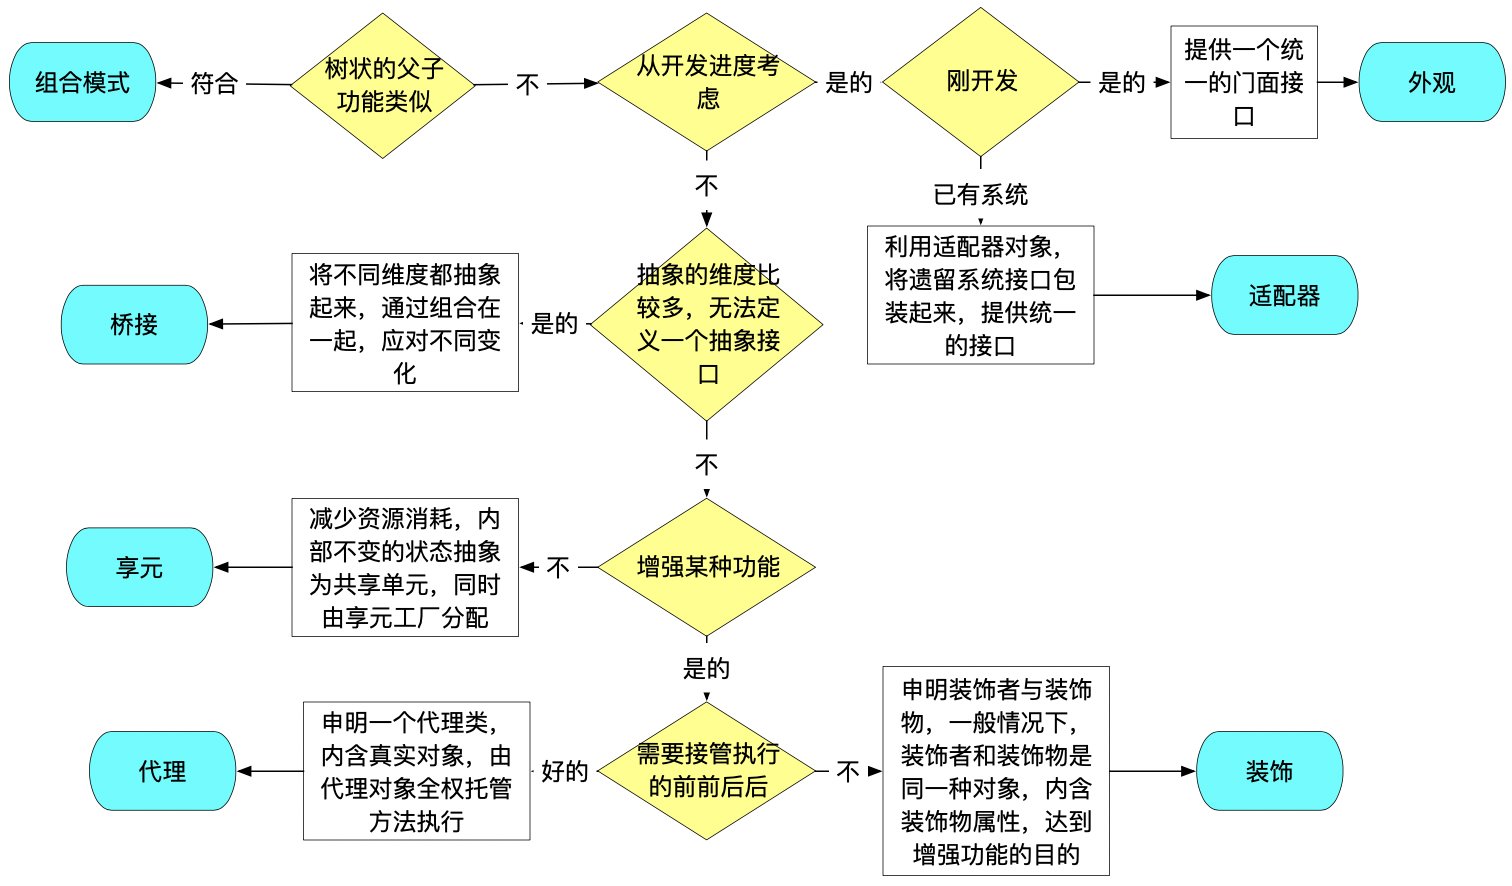 组合模式
符合
树状的父子
功能类似
不
从开发进度考
虑
是的
刚开发
是的
提供一个统
一的门面接
口
外观
不
已有系统
利用适配器对象，
将遗留系统接口包
装起来，提供统一
的接口
适配器
桥接
将不同维度都抽象
起来，通过组合在
一起，应对不同变
化
是的
抽象的维度比
较多，无法定
义一个抽象接
口
不
享元
减少资源消耗，内
部不变的状态抽象
为共享单元，同时
由享元工厂分配
不
增强某种功能
是的
代理
申明一个代理类，
内含真实对象，由
代理对象全权托管
方法执行
好的
需要接管执行
的前前后后
不
申明装饰者与装饰
物，一般情况下，
装饰者和装饰物是
同一种对象，内含
装饰物属性，达到
增强功能的目的
装饰